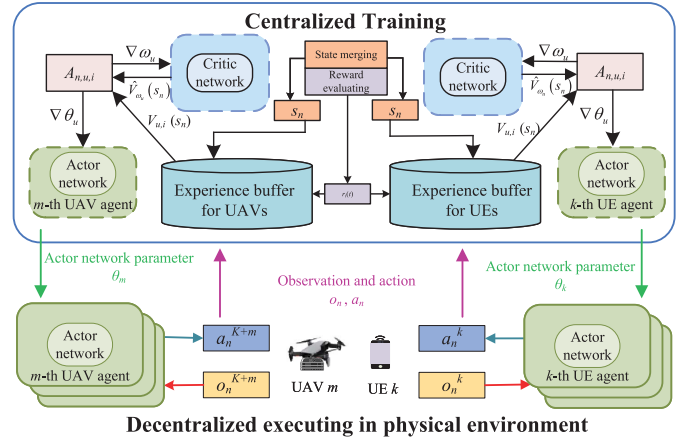 Centralized Training
∇ω_u
Critic network
A_{n,u,i}
V̂_{ω_u}(s_n)
∇θ_u
V_{u,i}(s_n)
Actor network
m-th UAV agent
State merging
Reward evaluating
s_n
s_n
Experience buffer for UAVs
r_i(t)
Experience buffer for UEs
∇ω_u
Critic network
A_{n,u,i}
V̂_{ω_u}(s_n)
V_{u,i}(s_n)
∇θ_u
Actor network
k-th UE agent
Actor network parameter
θ_m
Observation and action
o_n , a_n
Actor network parameter
θ_k
Actor network
m-th UAV agent
a_n^{K+m}
o_n^{K+m}
UAV m
UE k
a_n^k
o_n^k
Actor network
k-th UE agent
Decentralized executing in physical environment